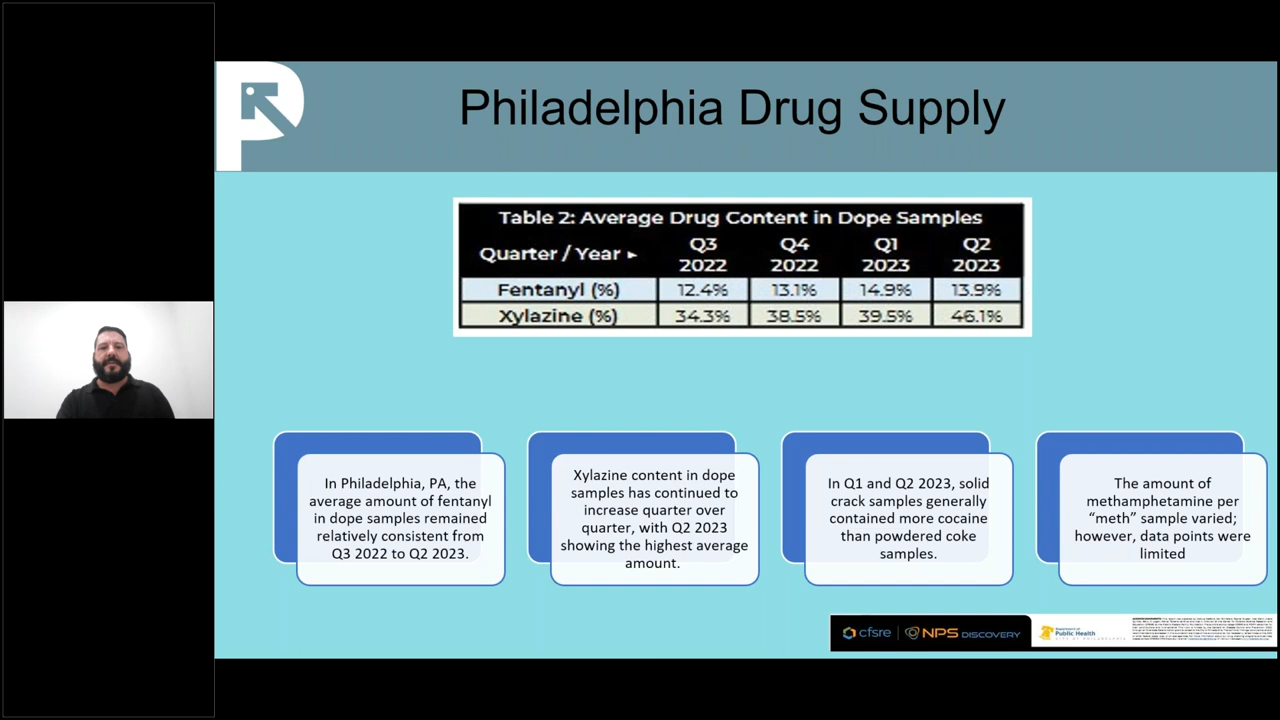 Philadelphia Drug Supply
Table 2: Average Drug Content in Dope Samples
Quarter / Year ► Q3 2022 Q4 2022 Q1 2023 Q2 2023
Fentanyl (%) 12.4% 13.1% 14.9% 13.9%
Xylazine (%) 34.3% 38.5% 39.5% 46.1%
In Philadelphia, PA, the
average amount of fentanyl
in dope samples remained
relatively consistent from
Q3 2022 to Q2 2023.
Xylazine content in dope
samples has continued to
increase quarter over
quarter, with Q2 2023
showing the highest average
amount.
In Q1 and Q2 2023, solid
crack samples generally
contained more cocaine
than powdered coke
samples.
The amount of
methamphetamine per
“meth” sample varied;
however, data points were
limited
cfsre
NPS DISCOVERY
Department of
Public Health
CITY OF PHILADELPHIA